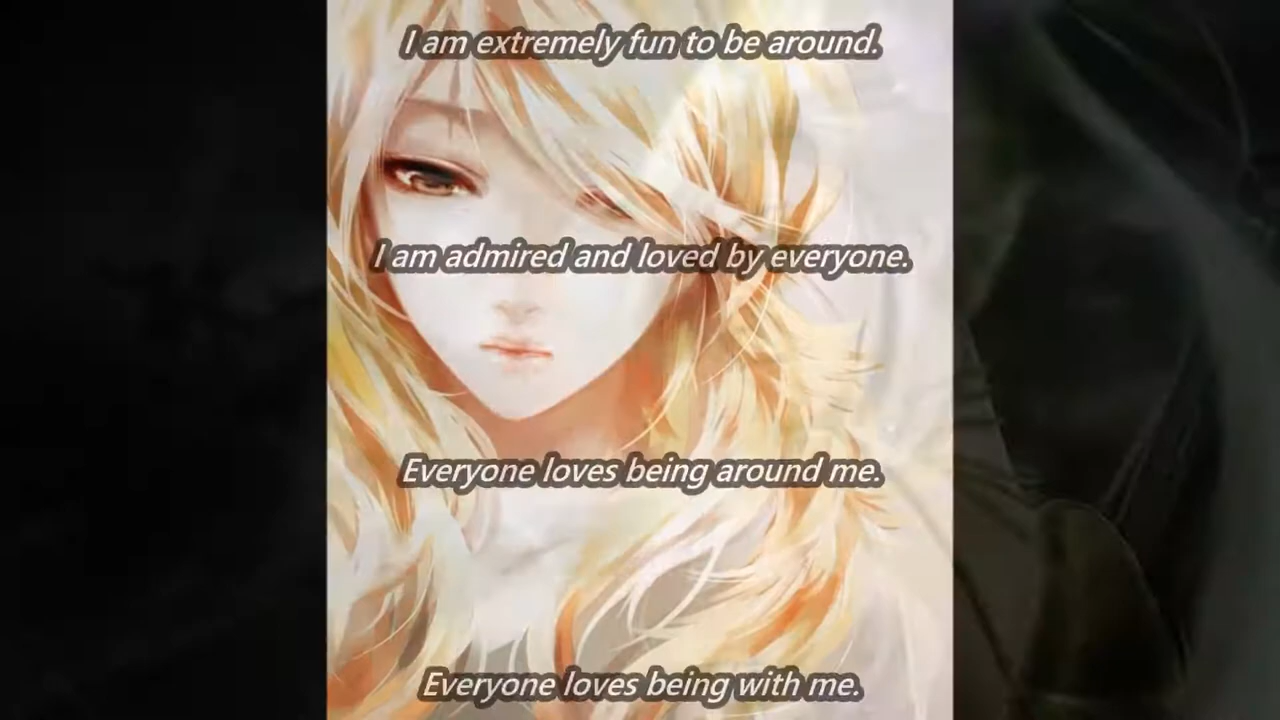 I am extremely fun to be around.
I am admired and loved by everyone.
Everyone loves being around me.
Everyone loves being with me.